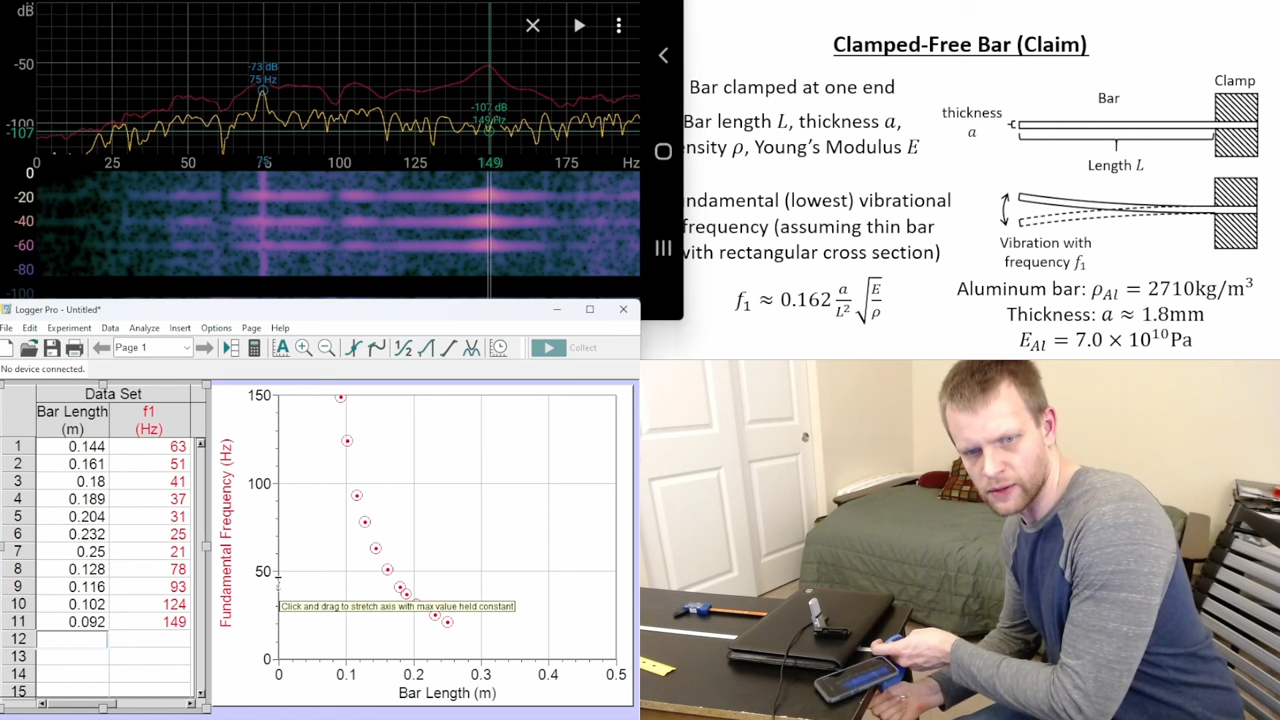 dB
-50
-107
-73 dB
75 Hz
-107 dB
149 Hz
0 25 75 100 125 149 175 Hz
0
-20
-40
-60
-80
-100
Clamped-Free Bar (Claim)
Bar clamped at one end
Bar length L, thickness a,
ensity ρ, Young's Modulus E
undamental (lowest) vibrational
frequency (assuming thin bar
with rectangular cross section)
f₁ ≈ 0.162 a/L² √(E/ρ)
Clamp
Bar
thickness
a
Length L
Vibration with
frequency f₁
Aluminum bar: ρ_Al = 2710kg/m³
Thickness: a ≈ 1.8mm
E_Al = 7.0 × 10¹⁰Pa
Logger Pro - Untitled*
File Edit Experiment Data Analyze Insert Options Page Help
Page 1
Collect
No device connected.
Data Set
Bar Length f1
(m) (Hz)
1 0.144 63
2 0.161 51
3 0.18 41
4 0.189 37
5 0.204 31
6 0.232 25
7 0.25 21
8 0.128 78
9 0.116 93
10 0.102 124
11 0.092 149
12
13
14
15
Fundamental Frequency (Hz)
150
100
50
0
Click and drag to stretch axis with max value held constant
0 0.1 0.2 0.3 0.4 0.5
Bar Length (m)